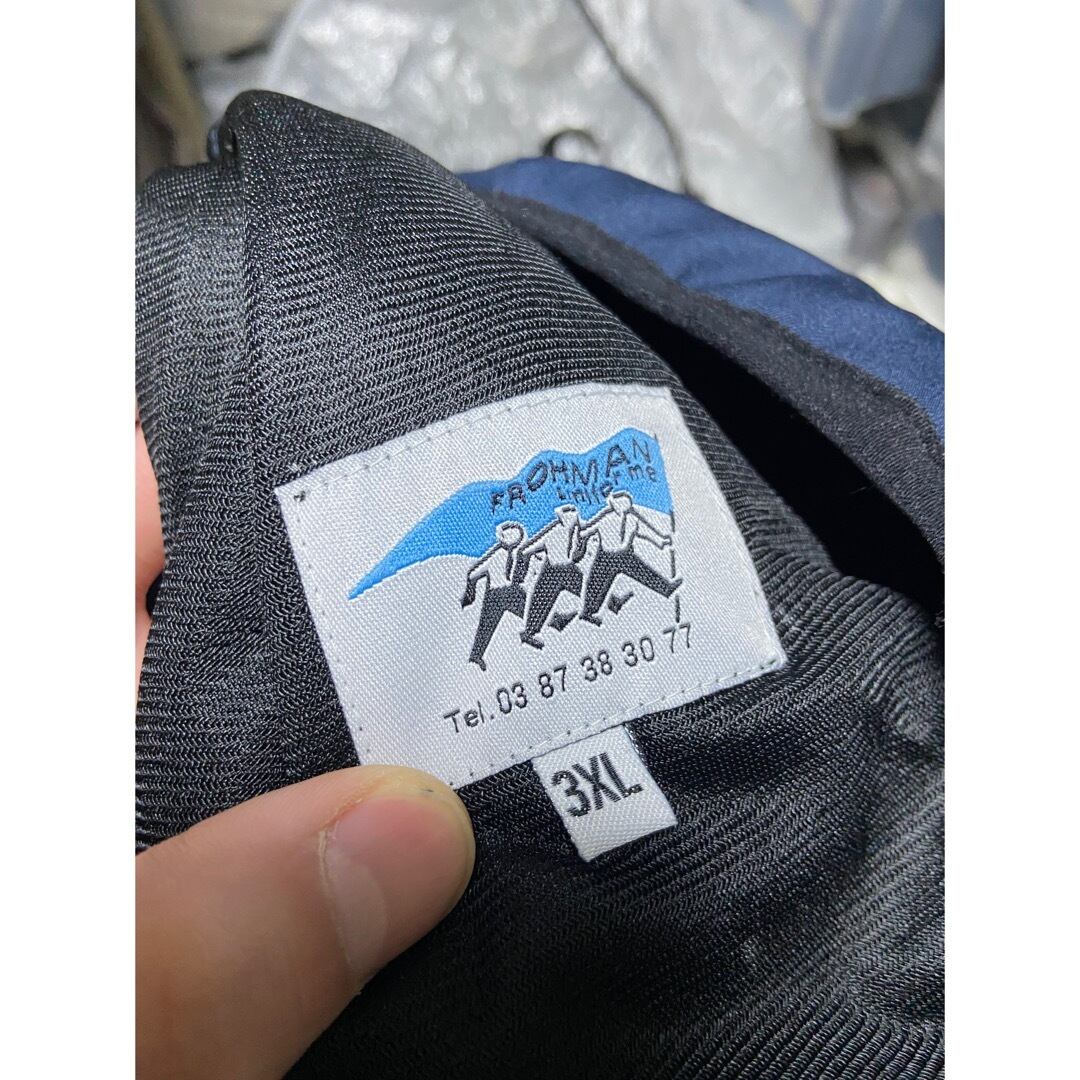 FROHMAN
uniforme
Tel. 03 87 38 30 77
3XL